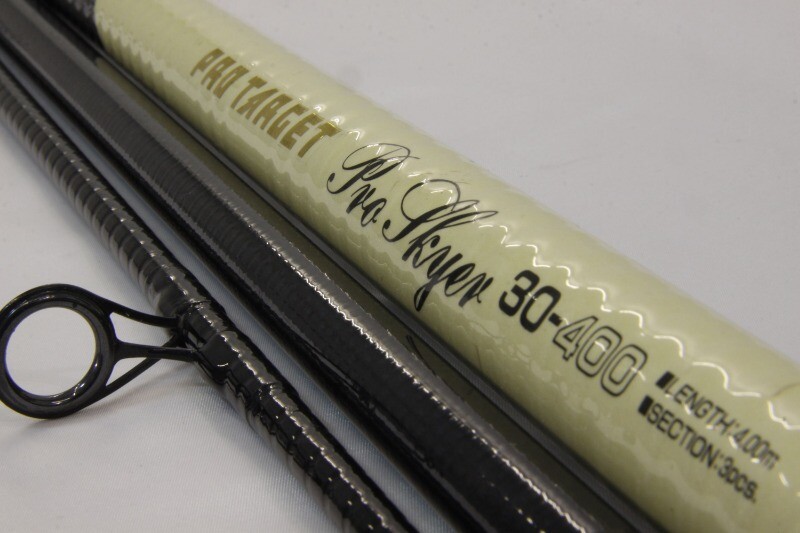 PRO TARGET Pro Skyer 30-400
■LENGTH:4.00m
■SECTION:3pcs.